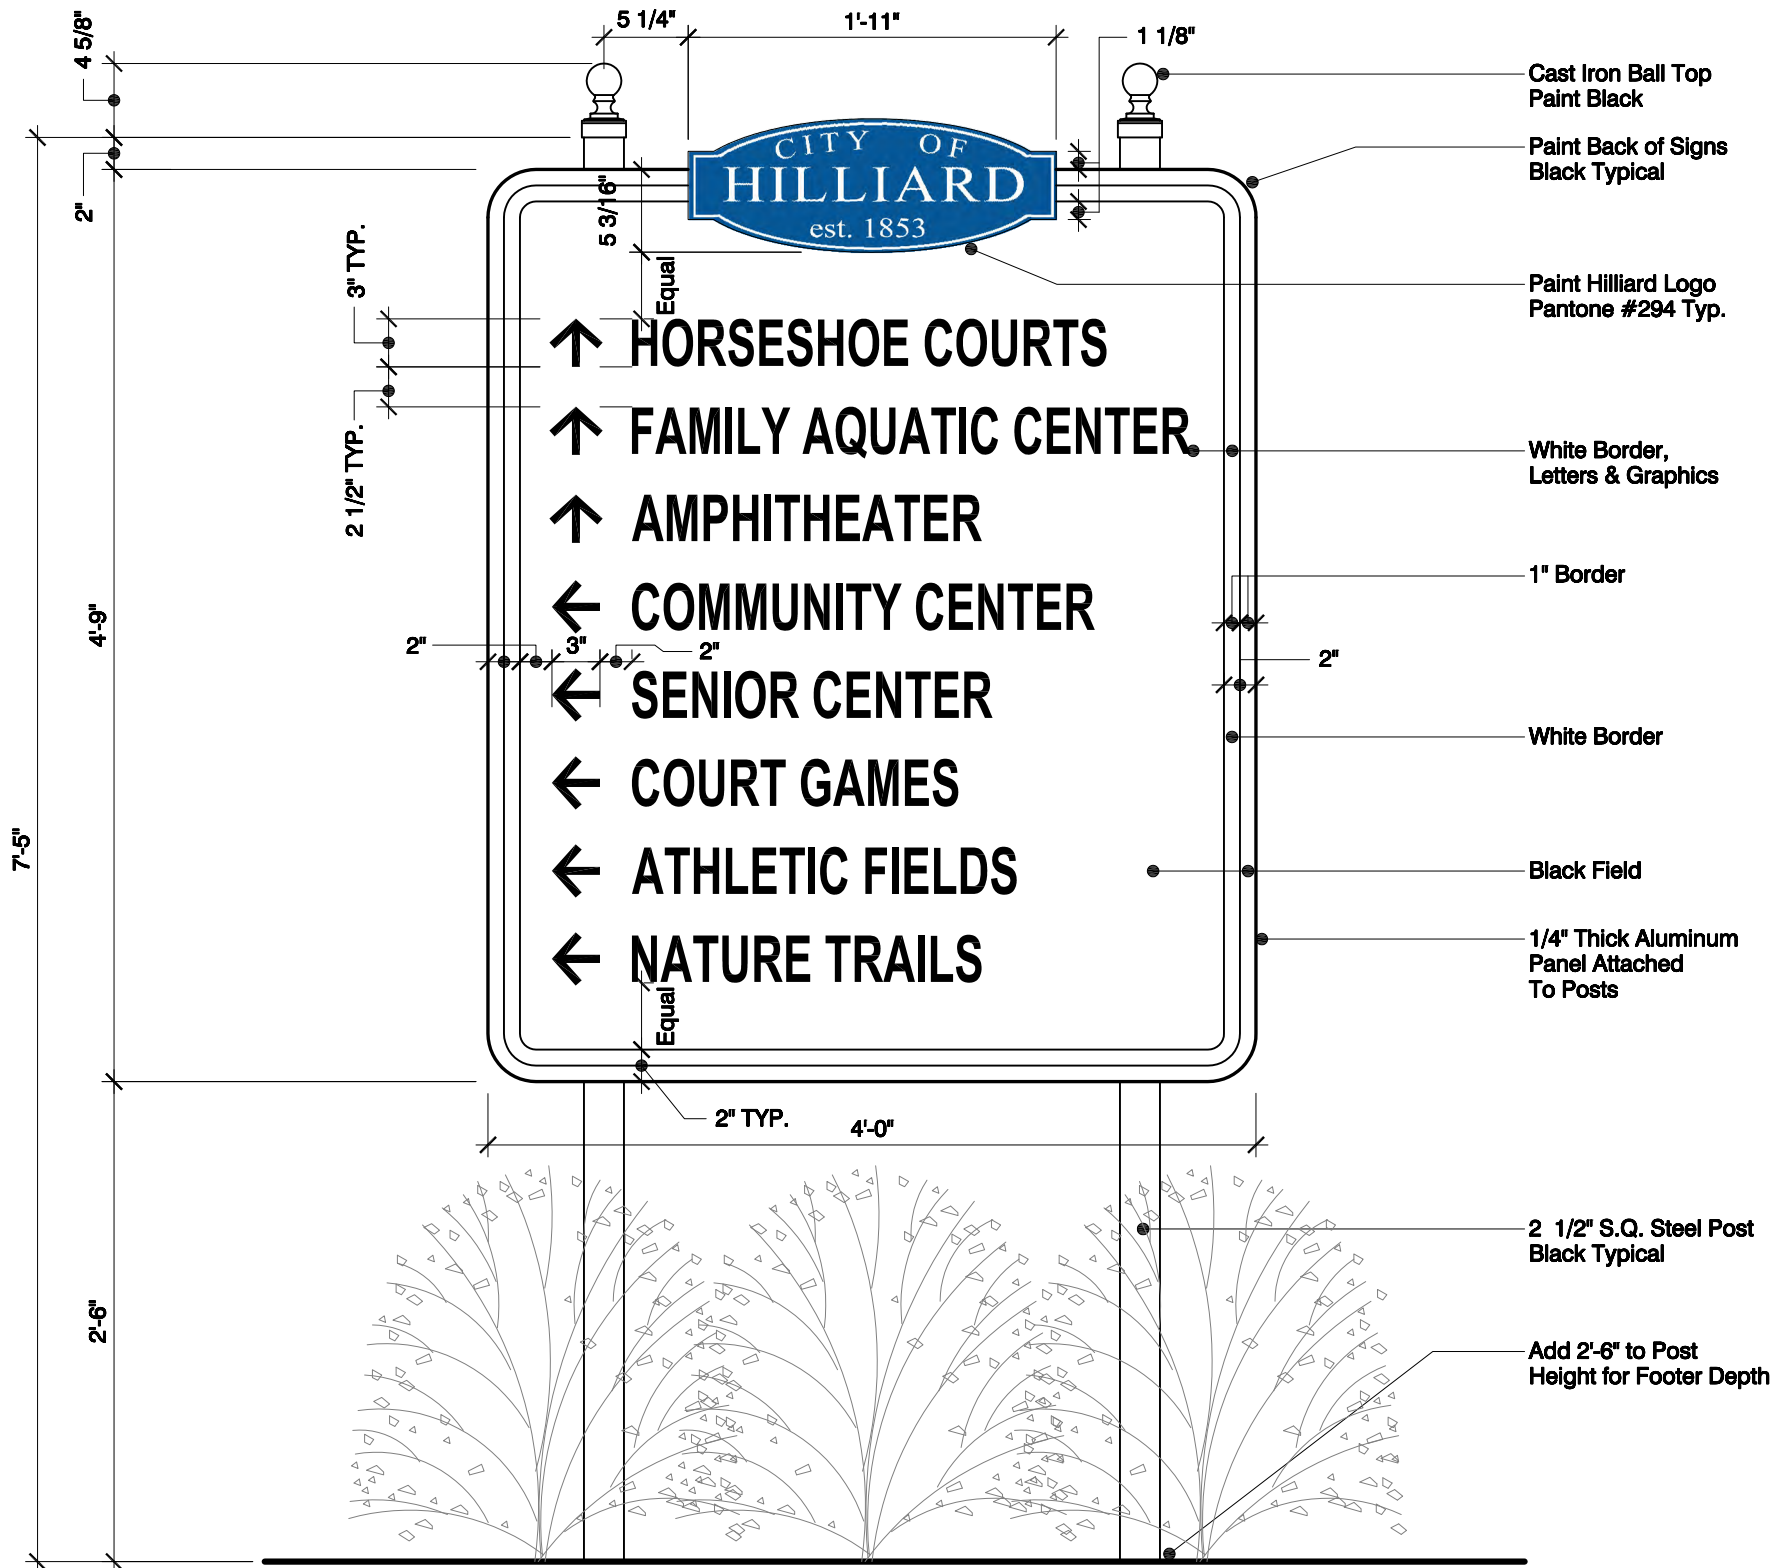 4 5/8"
5 1/4"
1'-11"
1 1/8"
Cast Iron Ball Top
Paint Black
2"
CITY OF
HILLIARD
est. 1853
Paint Back of Signs
Black Typical
5 3/16"
3" TYP.
Equal
Paint Hilliard Logo
Pantone #294 Typ.
HORSESHOE COURTS
2 1/2" TYP.
FAMILY AQUATIC CENTER
White Border,
Letters & Graphics
AMPHITHEATER
1" Border
4'-9"
COMMUNITY CENTER
2"
3"
2"
2"
SENIOR CENTER
White Border
COURT GAMES
7'-5"
ATHLETIC FIELDS
Black Field
NATURE TRAILS
1/4" Thick Aluminum
Panel Attached
To Posts
Equal
2" TYP.
4'-0"
2 1/2" S.Q. Steel Post
Black Typical
2'-6"
Add 2'-6" to Post
Height for Footer Depth